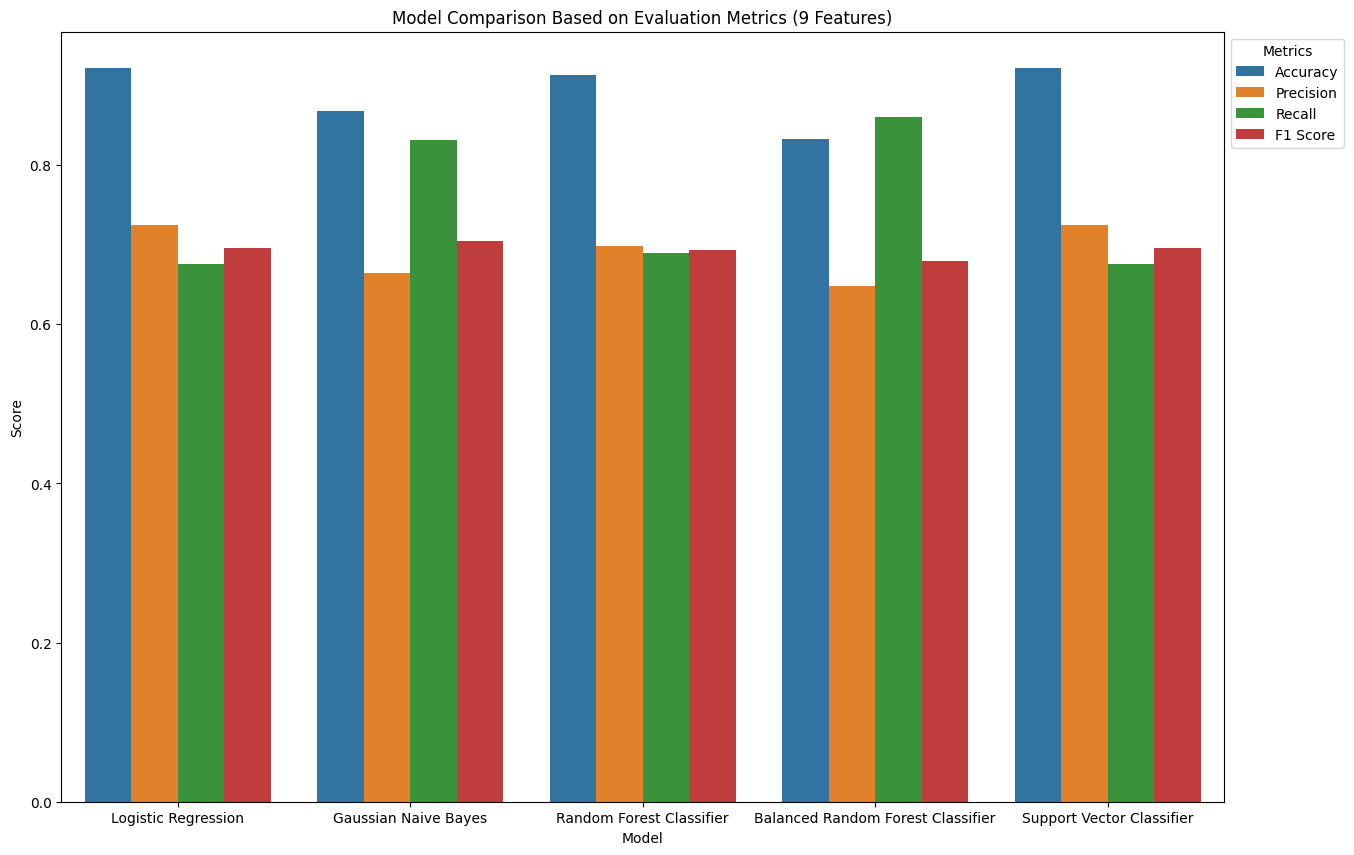 Model Comparison Based on Evaluation Metrics (9 Features)
Metrics
Accuracy
Precision
Recall
F1 Score
Score
0.8
0.6
0.4
0.2
0.0
Logistic Regression
Gaussian Naive Bayes
Random Forest Classifier
Balanced Random Forest Classifier
Support Vector Classifier
Model